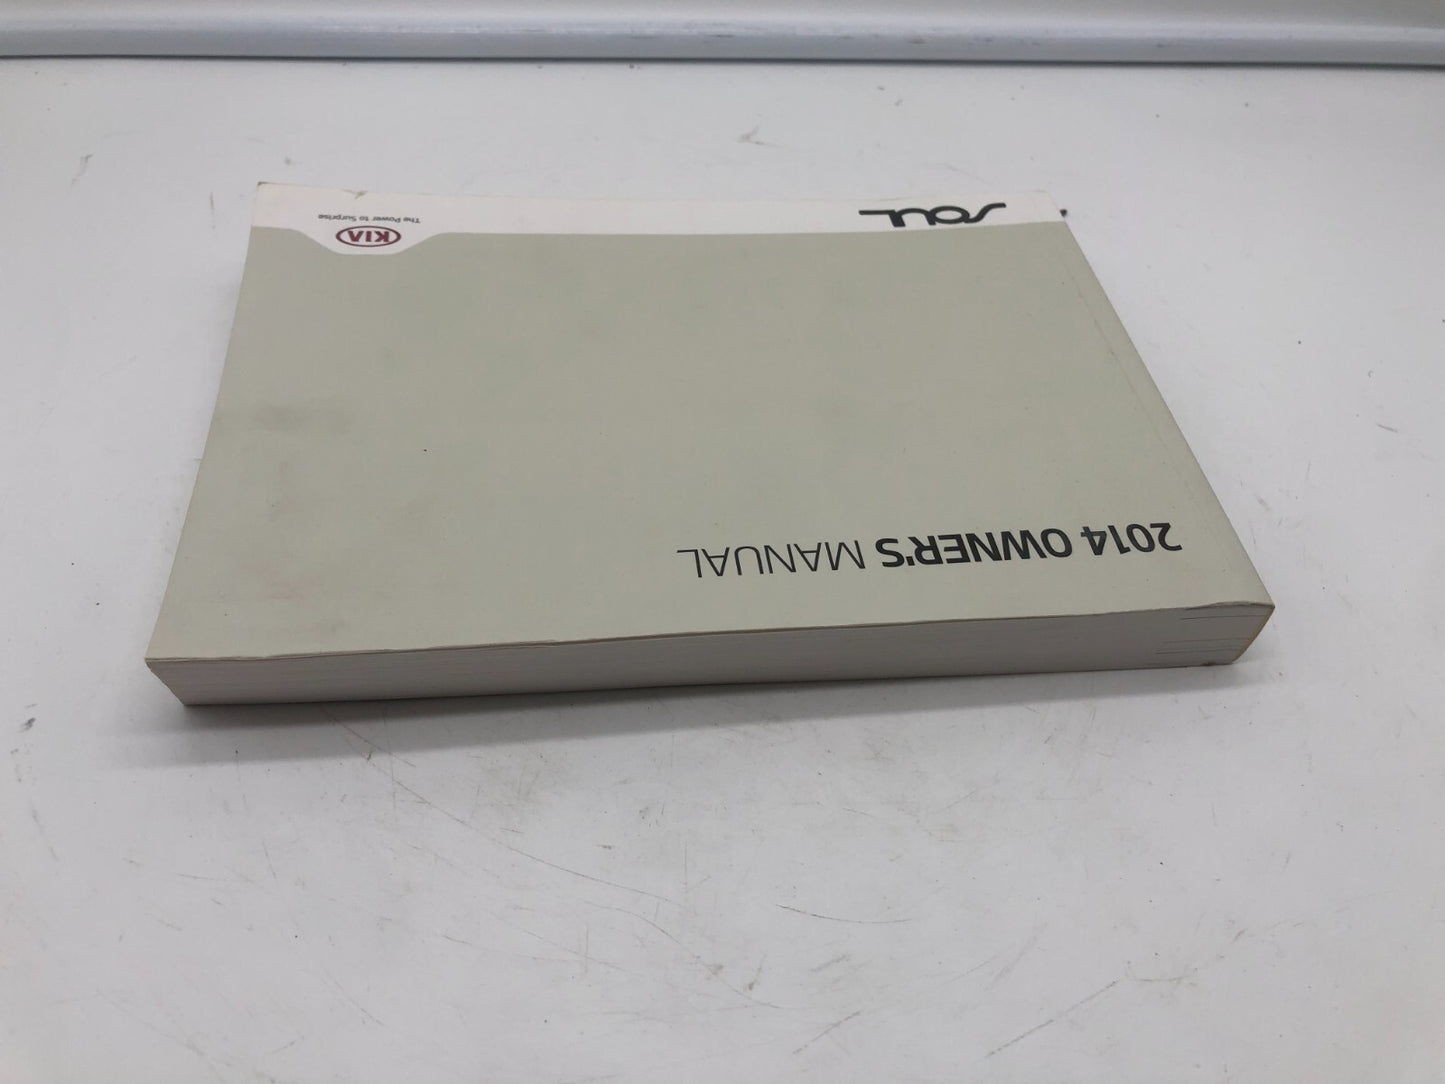 2014 OWNER'S MANUAL
SOUL
KIA
The Power to Surprise